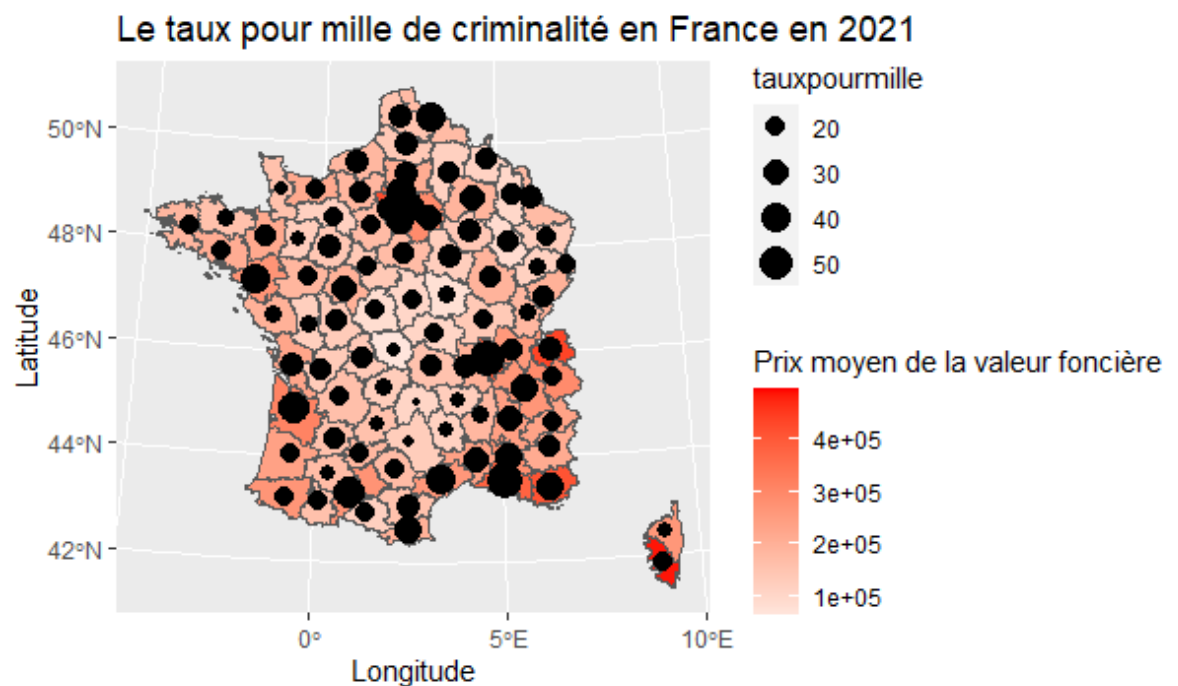 Le taux pour mille de criminalité en France en 2021
tauxpourmille
20
30
40
50
Prix moyen de la valeur foncière
4e+05
3e+05
2e+05
1e+05
Latitude
50°N
48°N
46°N
44°N
42°N
0°
5°E
10°E
Longitude